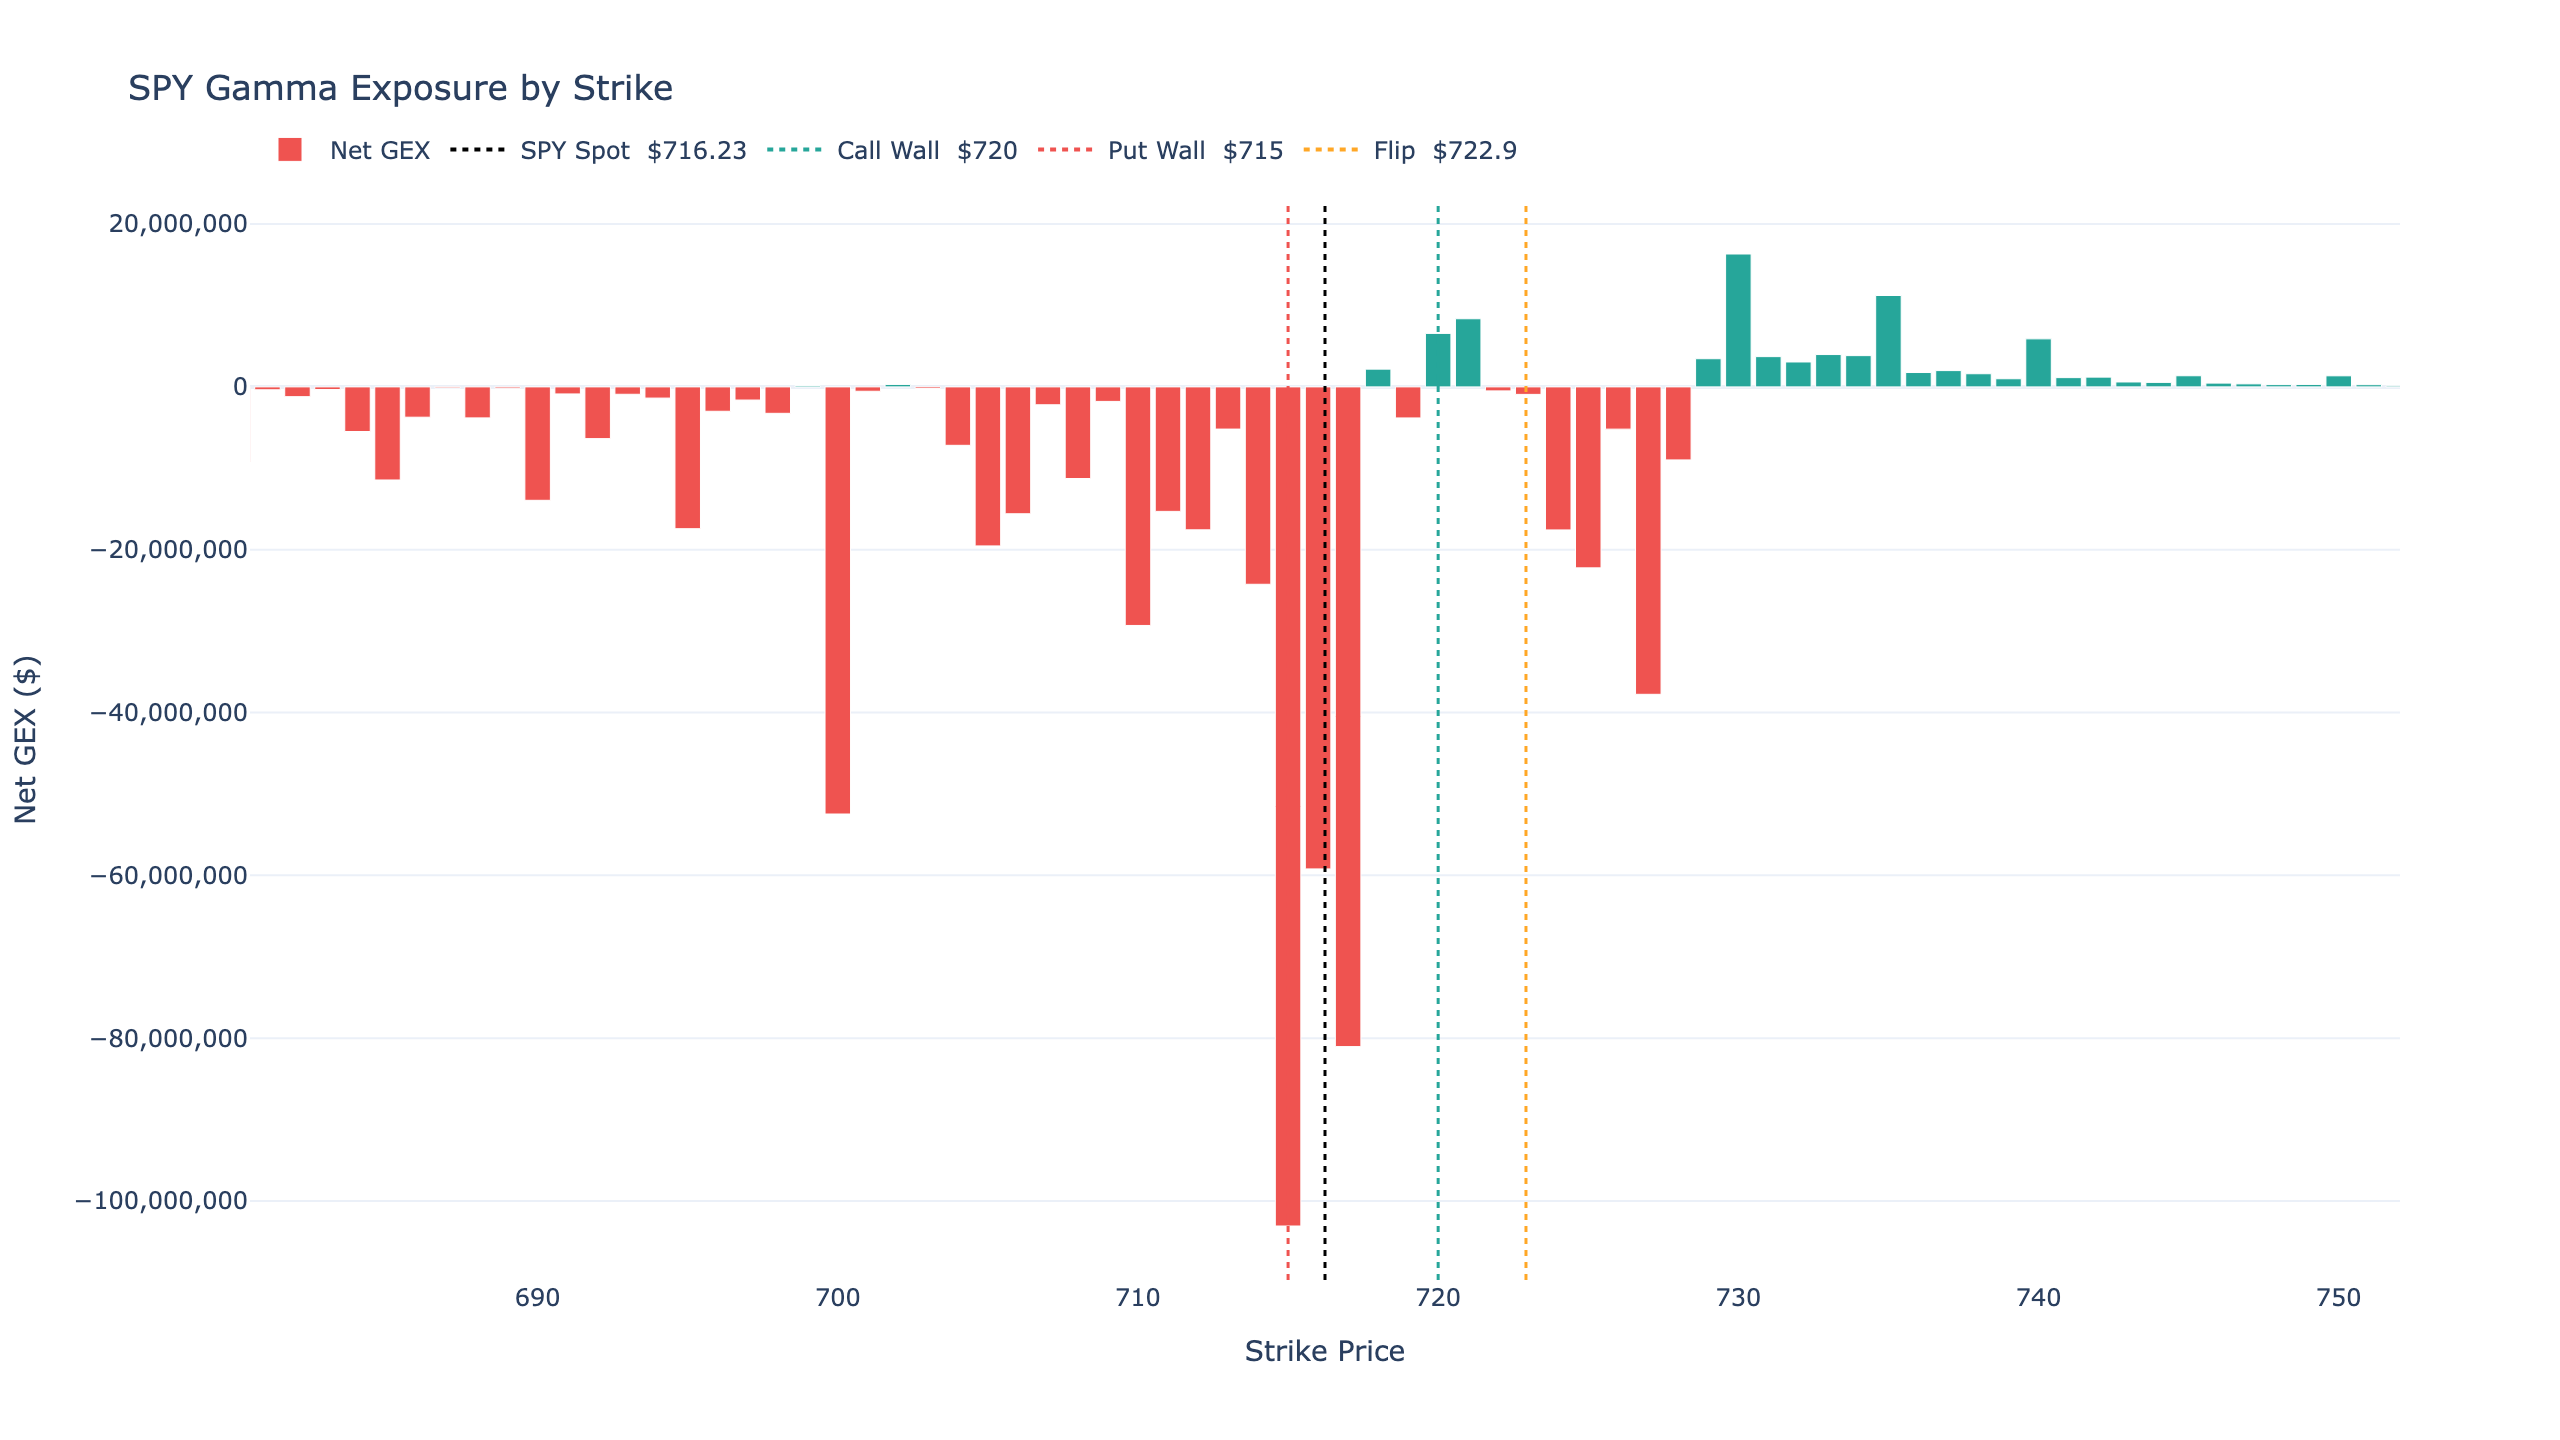 SPY Gamma Exposure by Strike
Net GEX SPY Spot $716.23 Call Wall $720 Put Wall $715 Flip $722.9
20,000,000
0
−20,000,000
−40,000,000
−60,000,000
−80,000,000
−100,000,000
Net GEX ($)
690 700 710 720 730 740 750
Strike Price